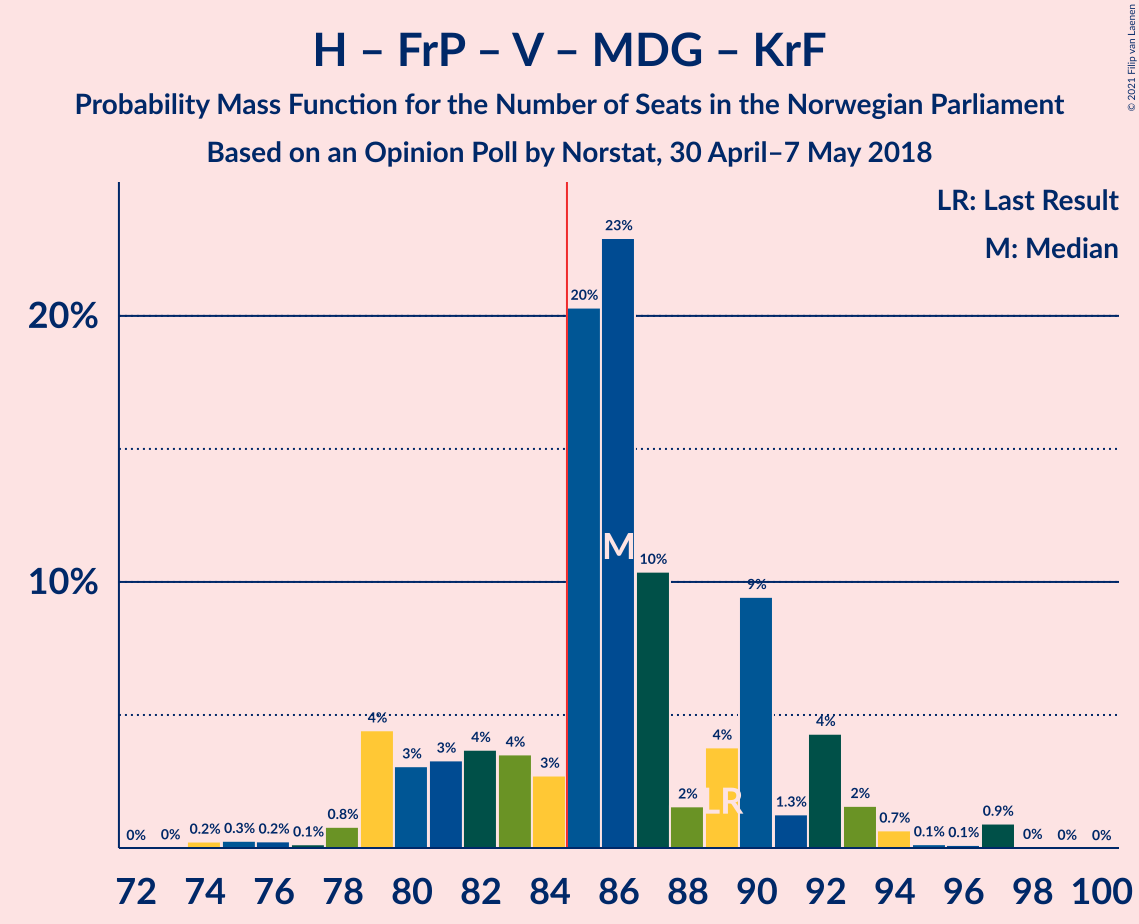 H – FrP – V – MDG – KrF
Probability Mass Function for the Number of Seats in the Norwegian Parliament
Based on an Opinion Poll by Norstat, 30 April–7 May 2018
© 2021 Filip van Laenen
LR: Last Result
M: Median
20%
10%
0% 0% 0.2% 0.3% 0.2% 0.1% 0.8% 4% 3% 3% 4% 4% 3% 20% 23% 10% 2% 4% 9% 1.3% 4% 2% 0.7% 0.1% 0.1% 0.9% 0% 0% 0%
M
LR
72 74 76 78 80 82 84 86 88 90 92 94 96 98 100